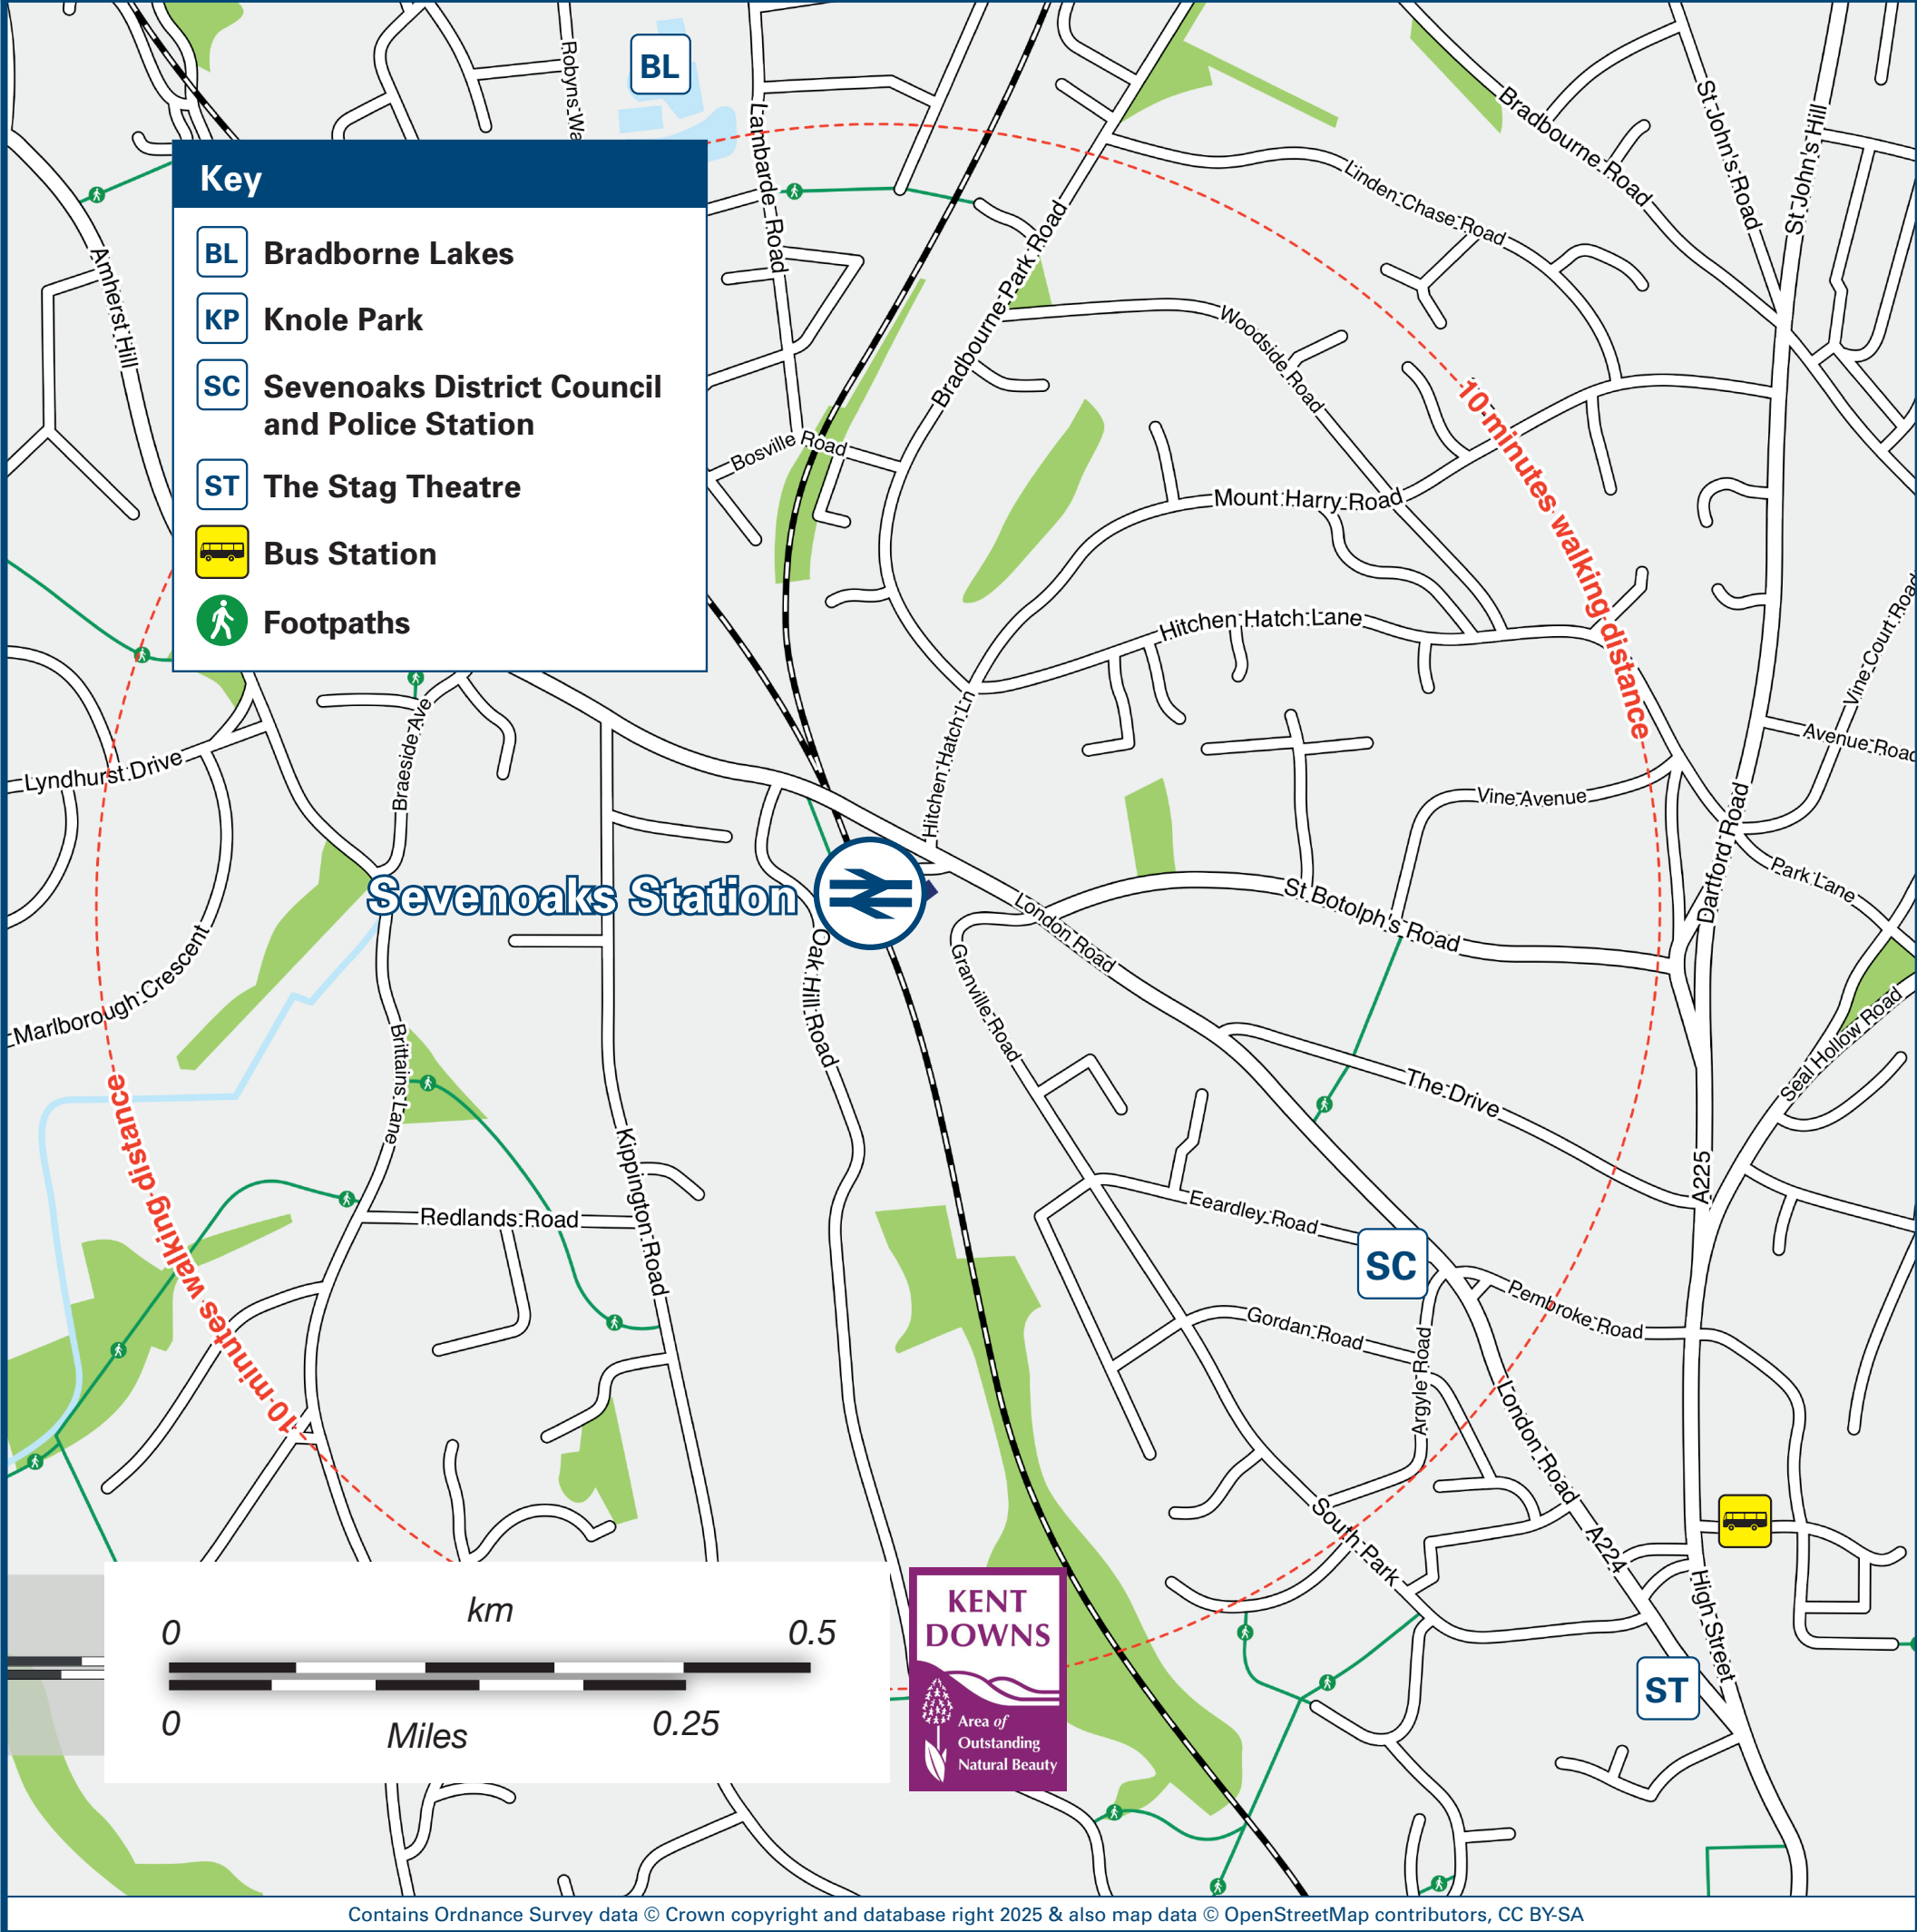 BL
Robyns Wa
Lambarde Road
Bradbourne Road
St John's Road
St John's Hill
Linden Chase Road
Key
BL Bradborne Lakes
KP Knole Park
SC Sevenoaks District Council
and Police Station
ST The Stag Theatre
Bus Station
Footpaths
Amherst Hill
Bradbourne Park Road
Woodside Road
10 minutes walking distance
Bosville Road
Mount Harry Road
Hitchen Hatch Lane
Vine Court Road
Avenue Road
Hitchen Hatch Ln
Lyndhurst Drive
Braeside Ave
Vine Avenue
Dartford Road
Park Lane
Sevenoaks Station
London Road
St Botolph's Road
Oak Hill Road
Granville Road
Marlborough Crescent
Seal Hollow Road
Brittains Lane
The Drive
10 minutes walking distance
Kippington Road
A225
Redlands Road
Eeardley Road
SC
Pembroke Road
Gordan Road
Argyle Road
London Road
South Park
A224
High Street
ST
km
0 0.5
0 0.25
Miles
KENT
DOWNS
Area of
Outstanding
Natural Beauty
Contains Ordnance Survey data © Crown copyright and database right 2025 & also map data © OpenStreetMap contributors, CC BY-SA